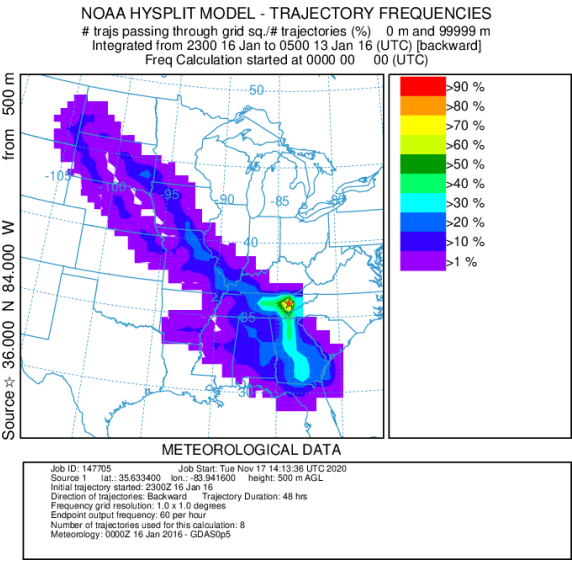 NOAA HYSPLIT MODEL - TRAJECTORY FREQUENCIES
# trajs passing through grid sq./# trajectories (%) 0 m and 99999 m
Integrated from 2300 16 Jan to 0500 13 Jan 16 (UTC) [backward]
Freq Calculation started at 0000 00 00 (UTC)
Source ☆ 36.000 N 84.000 W from 500 m
50
-105
-100
-95
-90
-85
45
40
35
30
>90 %
>80 %
>70 %
>60 %
>50 %
>40 %
>30 %
>20 %
>10 %
>1 %
METEOROLOGICAL DATA
Job ID: 147705 Job Start: Tue Nov 17 14:13:36 UTC 2020
Source 1 lat.: 35.633400 lon.: -83.941600 height: 500 m AGL
Initial trajectory started: 2300Z 16 Jan 16
Direction of trajectories: Backward Trajectory Duration: 48 hrs
Frequency grid resolution: 1.0 x 1.0 degrees
Endpoint output frequency: 60 per hour
Number of trajectories used for this calculation: 8
Meteorology: 0000Z 16 Jan 2016 - GDAS0p5